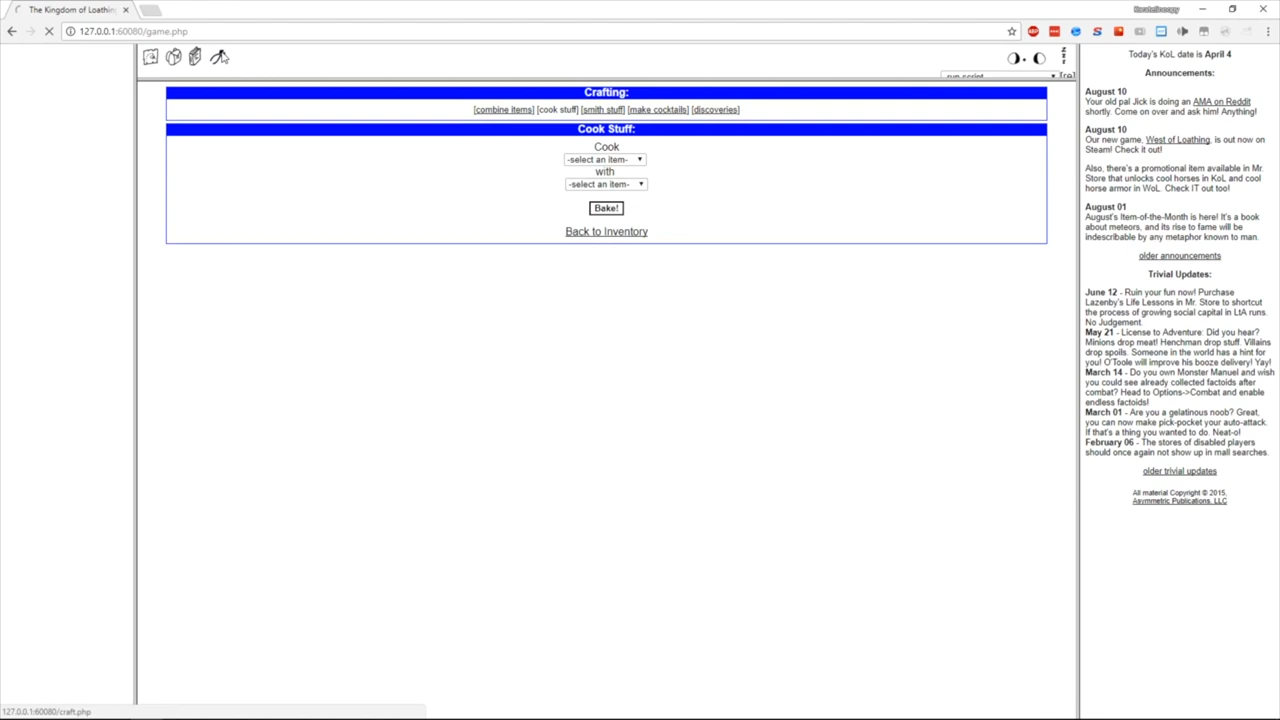 The Kingdom of Loathing
127.0.0.1:60080/game.php
Crafting:
[combine items] [cook stuff] [smith stuff] [make cocktails] [discoveries]
Cook Stuff:
Cook
-select an item-
with
-select an item-
Bake!
Back to Inventory
Today's KoL date is April 4
Announcements:
August 10
Your old pal Jick is doing an AMA on Reddit
shortly. Come on over and ask him! Anything!
August 10
Our new game, West of Loathing, is out now on
Steam! Check it out!
Also, there's a promotional item available in Mr.
Store that unlocks cool horses in KoL and cool
horse armor in WoL. Check IT out too!
August 01
August's Item-of-the-Month is here! It's a book
about meteors, and its rise to fame will be
indescribable by any metaphor known to man.
older announcements
Trivial Updates:
June 12 - Ruin your fun now! Purchase
Lazenby's Life Lessons in Mr. Store to shortcut
the process of growing social capital in LtA runs.
No Judgement.
May 21 - License to Adventure: Did you hear?
Minions drop meat! Henchman drop stuff. Villains
drop spoils. Someone in the world has a hint for
you! O'Toole will improve his booze delivery! Yay!
March 14 - Do you own Monster Manuel and wish
you could see already collected factoids after
combat? Head to Options->Combat and enable
endless factoids!
March 01 - Are you a gelatinous noob? Great,
you can now make pick-pocket your auto-attack.
If that's a thing you wanted to do. Neat-o!
February 06 - The stores of disabled players
should once again not show up in mall searches.
older trivial updates
All material Copyright © 2015,
Asymmetric Publications, LLC
127.0.0.1:60080/craft.php